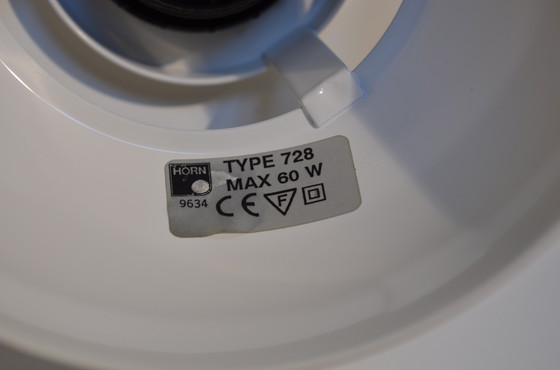 HORN
TYPE 728
MAX 60 W
9634
CE F